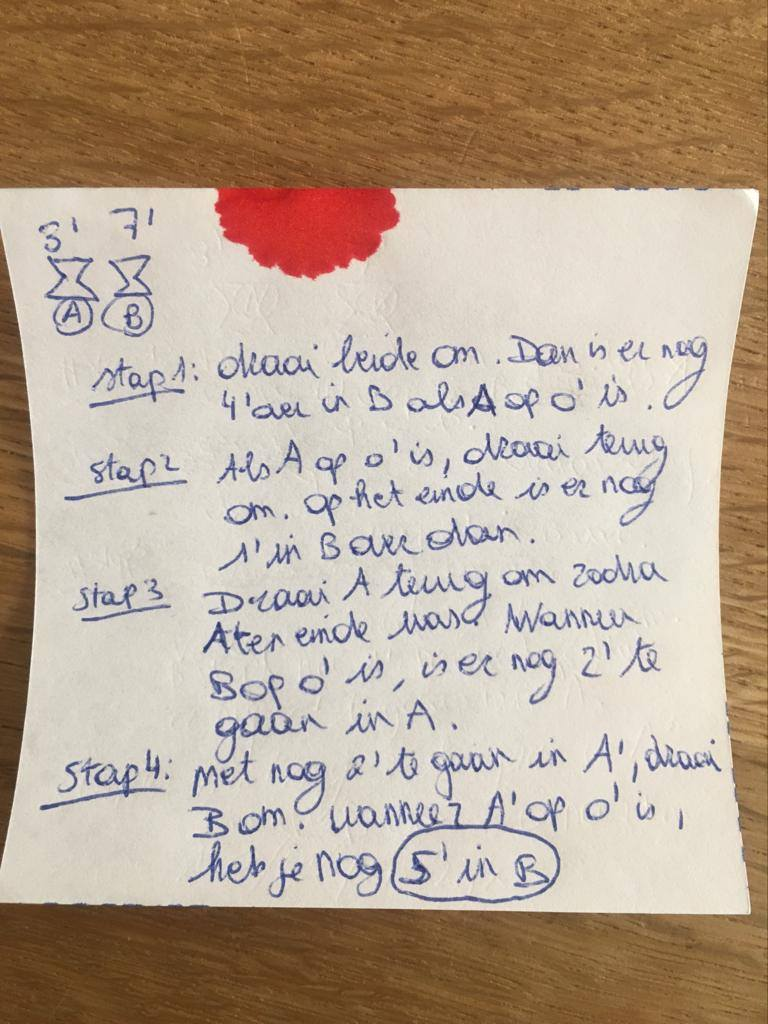 3' 7'
A B
Stap 1: draai beide om. Dan is er nog
4' over in B als A op 0' is.
Stap 2 Als A op 0' is, draai terug
om. op het einde is er nog
1' in B over dan.
Stap 3 Draai A terug om zodra
A ten einde was. Wanneer
B op 0' is, is er nog 2' te
gaan in A.
Stap 4: Met nog 2' te gaan in A', draai
B om. wanneer A' op 0' is,
heb je nog 5' in B